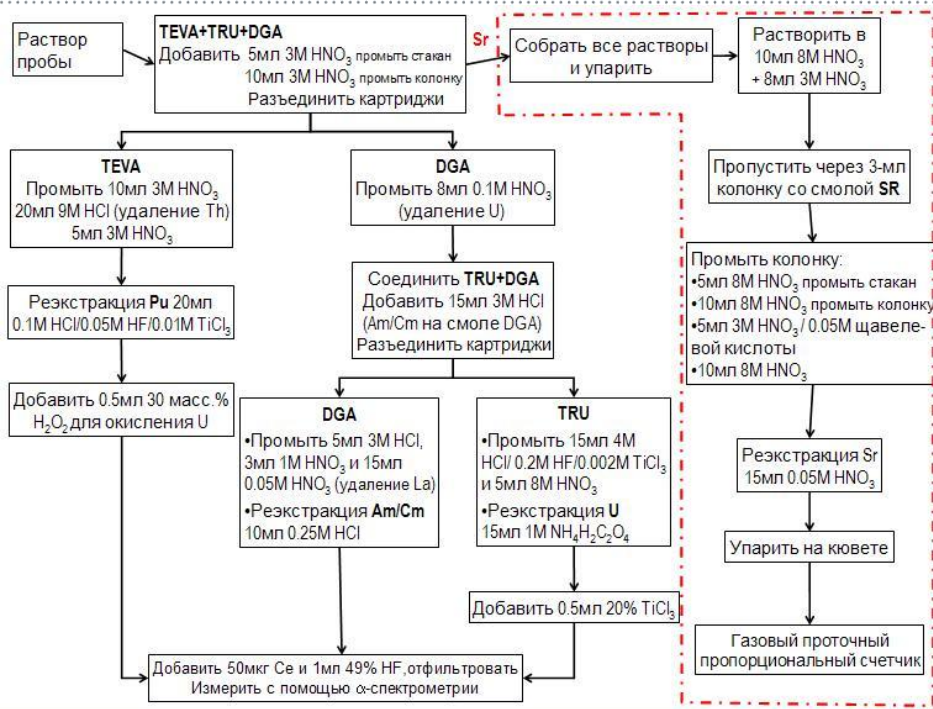 Раствор
пробы
TEVA+TRU+DGA
Добавить 5мл 3M HNO3 промыть стакан
10мл 3M HNO3 промыть колонку
Разъединить картриджи
Sr
Собрать все растворы
и упарить
Растворить в
10мл 8M HNO3
+ 8мл 3M HNO3
TEVA
Промыть 10мл 3M HNO3
20мл 9M HCl (удаление Th)
5мл 3M HNO3
DGA
Промыть 8мл 0.1M HNO3
(удаление U)
Пропустить через 3-мл
колонку со смолой SR
Реэкстракция Pu 20мл
0.1M HCl/0.05M HF/0.01M TiCl3
Соединить TRU+DGA
Добавить 15мл 3M HCl
(Am/Cm на смоле DGA)
Разъединить картриджи
Промыть колонку:
•5мл 8M HNO3 промыть стакан
•10мл 8M HNO3 промыть колонку
•5мл 3M HNO3 / 0.05M щавеле-
вой кислоты
•10мл 8M HNO3
Добавить 0.5мл 30 масс.%
H2O2 для окисления U
DGA
•Промыть 5мл 3M HCl,
3мл 1M HNO3 и 15мл
0.05M HNO3 (удаление La)
•Реэкстракция Am/Cm
10мл 0.25M HCl
TRU
•Промыть 15мл 4M
HCl/ 0.2M HF/0.002M TiCl3
и 5мл 8M HNO3
•Реэкстракция U
15мл 1M NH4H2C2O4
Реэкстракция Sr
15мл 0.05M HNO3
Упарить на кювете
Добавить 0.5мл 20% TiCl3
Газовый проточный
пропорциональный счетчик
Добавить 50мкг Ce и 1мл 49% HF,отфильтровать
Измерить с помощью α-спектрометрии